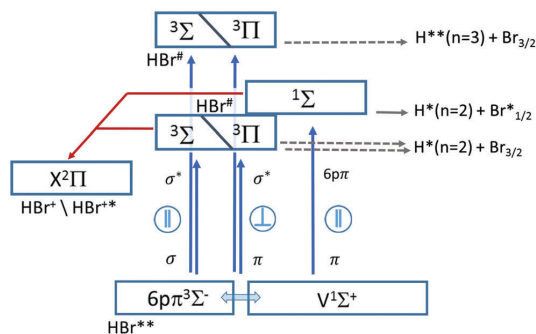 ³Σ ³Π
H**(n=3) + Br₃/₂
HBr#
¹Σ
HBr#
H*(n=2) + Br*₁/₂
³Σ ³Π
H*(n=2) + Br₃/₂
X²Π
σ* σ* 6pπ
HBr⁺ \ HBr⁺*
∥ ⊥ ∥
σ π π
6pπ³Σ⁻ V¹Σ⁺
HBr**